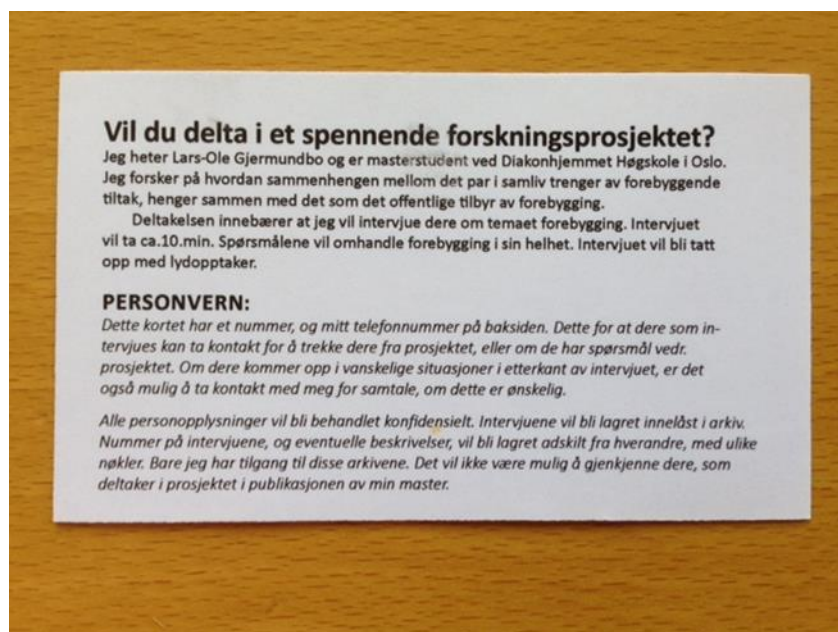 Vil du delta i et spennende forskningsprosjektet?
Jeg heter Lars-Ole Gjermundbo og er masterstudent ved Diakonhjemmet Høgskole i Oslo.
Jeg forsker på hvordan sammenhengen mellom det par i samliv trenger av forebyggende
tiltak, henger sammen med det som det offentlige tilbyr av forebygging.
Deltakelsen innebærer at jeg vil intervjue dere om temaet forebygging. Intervjuet
vil ta ca.10.min. Spørsmålene vil omhandle forebygging i sin helhet. Intervjuet vil bli tatt
opp med lydopptaker.
PERSONVERN:
Dette kortet har et nummer, og mitt telefonnummer på baksiden. Dette for at dere som in-
tervjues kan ta kontakt for å trekke dere fra prosjektet, eller om de har spørsmål vedr.
prosjektet. Om dere kommer opp i vanskelige situasjoner i etterkant av intervjuet, er det
også mulig å ta kontakt med meg for samtale, om dette er ønskelig.
Alle personopplysninger vil bli behandlet konfidensielt. Intervjuene vil bli lagret innelåst i arkiv.
Nummer på intervjuene, og eventuelle beskrivelser, vil bli lagret adskilt fra hverandre, med ulike
nøkler. Bare jeg har tilgang til disse arkivene. Det vil ikke være mulig å gjenkjenne dere, som
deltaker i prosjektet i publikasjonen av min master.